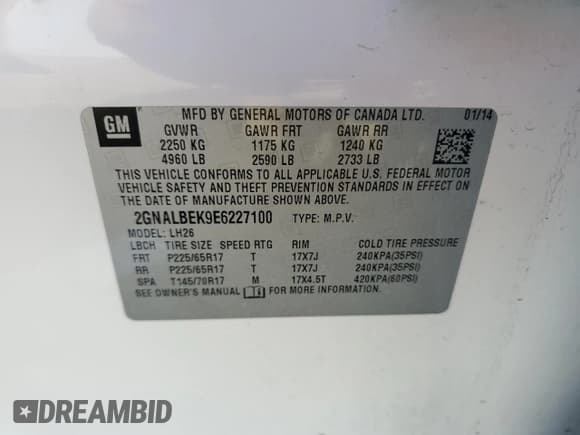 GM
MFD BY GENERAL MOTORS OF CANADA LTD. 01/14
GVWR GAWR FRT GAWR RR
2250 KG 1175 KG 1240 KG
4960 LB 2590 LB 2733 LB
THIS VEHICLE CONFORMS TO ALL APPLICABLE U.S. FEDERAL MOTOR
VEHICLE SAFETY AND THEFT PREVENTION STANDARDS IN EFFECT ON
THE DATE OF MANUFACTURE SHOWN ABOVE.
2GNALBEK9E6227100 TYPE: M.P.V.
MODEL: LH26
LBCH TIRE SIZE SPEED RTG RIM COLD TIRE PRESSURE
FRT P225/65R17 T 17X7J 240KPA(35PSI)
RR P225/65R17 T 17X7J 240KPA(35PSI)
SPA T145/70R17 M 17X4.5T 420KPA(60PSI)
SEE OWNER'S MANUAL FOR MORE INFORMATION.
DREAMBID